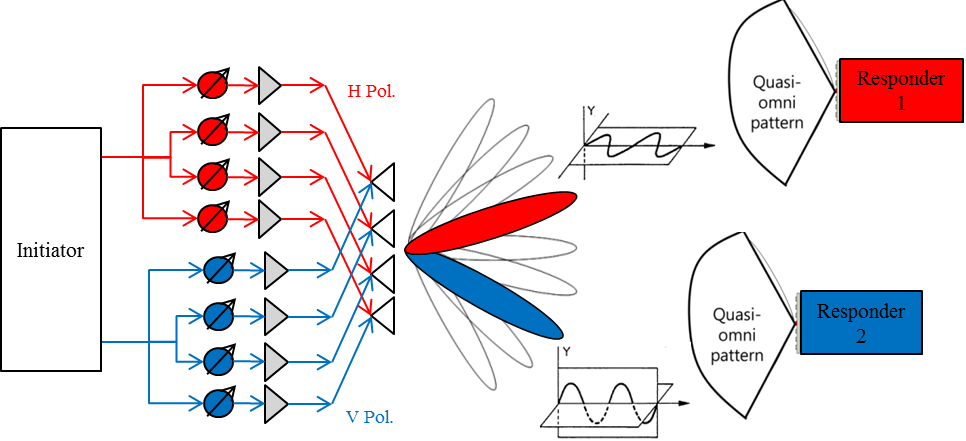 Initiator
H Pol.
V Pol.
Y
Quasi-
omni
pattern
Responder
1
Y
Quasi-
omni
pattern
Responder
2